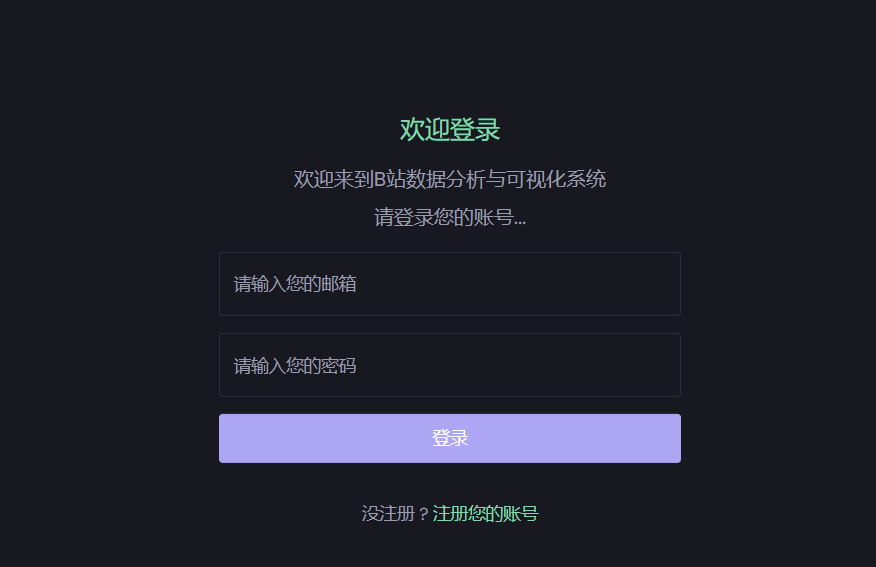 欢迎登录
欢迎来到B站数据分析与可视化系统
请登录您的账号...
请输入您的邮箱
请输入您的密码
登录
没注册？注册您的账号